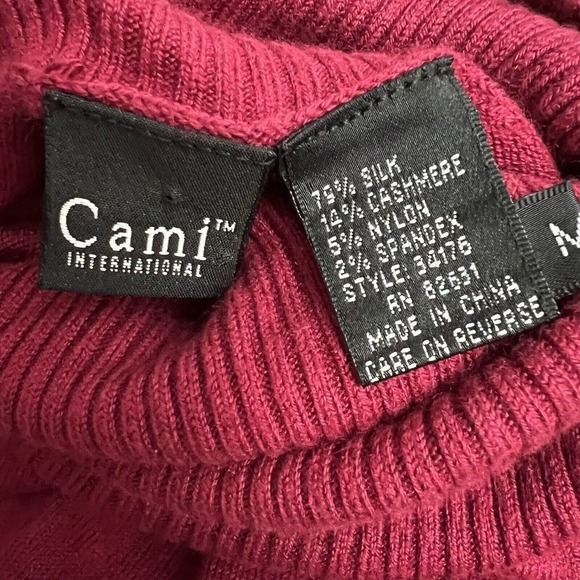 Cami™
INTERNATIONAL
79% SILK
14% CASHMERE
5% NYLON
2% SPANDEX
STYLE: 34176
RN 82631
MADE IN CHINA
CARE ON REVERSE
M